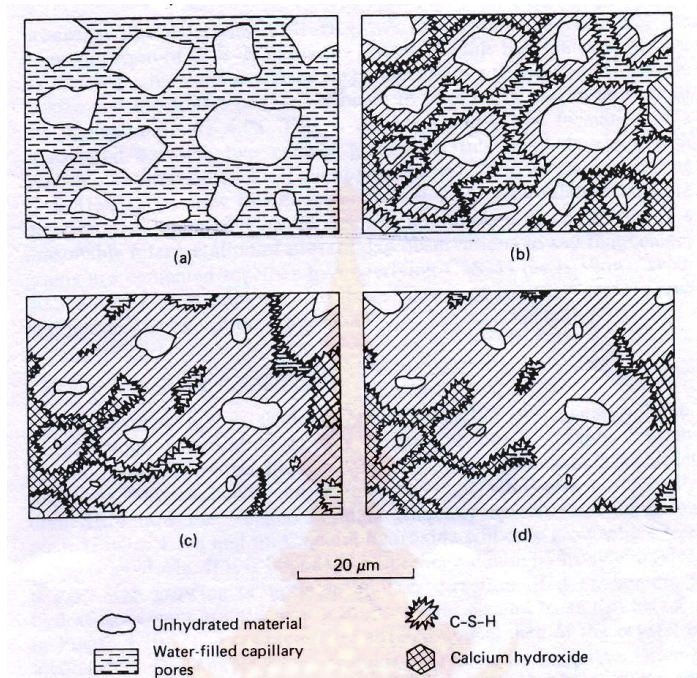 (a)
(b)
(c)
(d)
20 μm
Unhydrated material
Water-filled capillary
pores
C-S-H
Calcium hydroxide